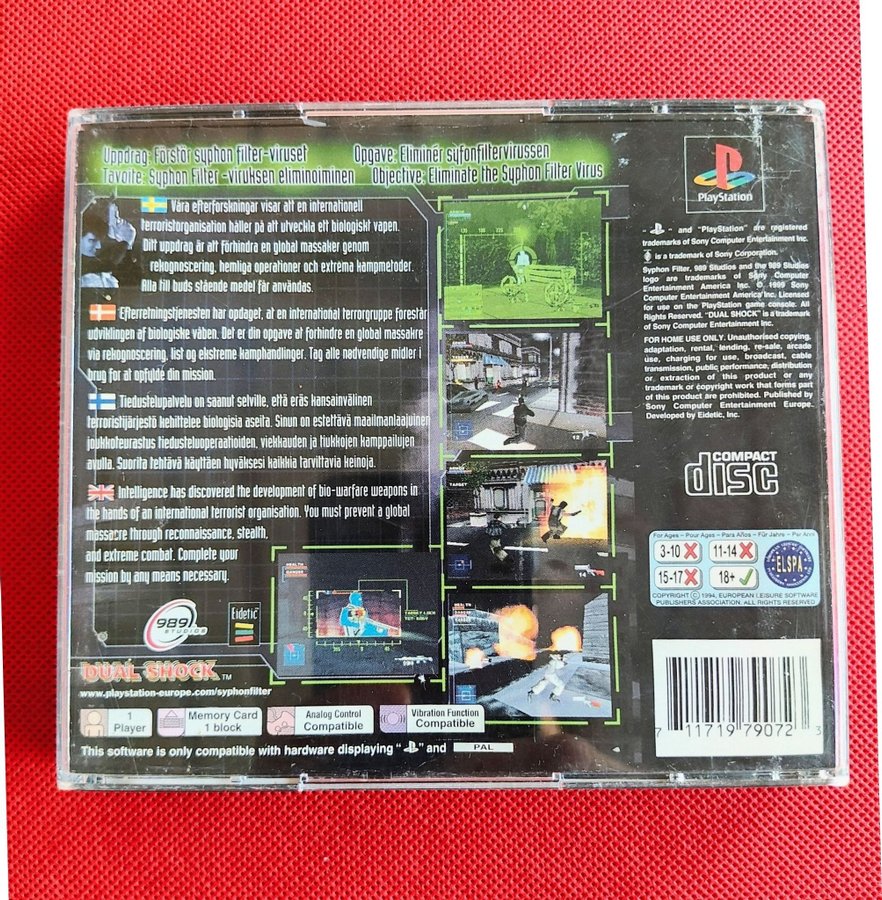 Uppdrag: Förstör syphon filter-viruset
Opgave: Eliminér syfonfiltervirussen
Tavoite: Syphon Filter -viruksen eliminoiminen
Objective: Eliminate the Syphon Filter Virus
Våra efterforskningar visar att en internationell
terroristorganisation håller på att utveckla ett biologiskt vapen.
Ditt uppdrag är att förhindra en global massaker genom
rekognoscering, hemliga operationer och extrema kampmetoder.
Alla till buds stående medel får användas.
Efterretningstjenesten har opdaget, at en international terrorgruppe forestår
udviklingen af biologiske våben. Det er din opgave at forhindre en global massakre
via rekognoscering, list og ekstreme kamphandlinger. Tag alle nødvendige midler i
brug for at opfylde din mission.
Tiedustelupalvelu on saanut selville, että eräs kansainvälinen
terroristijärjestö kehittelee biologisia aseita. Sinun on estettävä maailmanlaajuinen
joukkoteurastus tiedusteluoperaatioiden, viekkauden ja tiukkojen kamppailujen
avulla. Suorita tehtävä käyttäen hyväksesi kaikkia tarvittavia keinoja.
Intelligence has discovered the development of bio-warfare weapons in
the hands of an international terrorist organisation. You must prevent a global
massacre through reconnaissance, stealth,
and extreme combat. Complete your
mission by any means necessary.
989
STUDIOS
Eidetic
DUAL SHOCK™
www.playstation-europe.com/syphonfilter
1
Player
Memory Card
1 block
Analog Control
Compatible
Vibration Function
Compatible
This software is only compatible with hardware displaying " " and
PAL
HEALTH
DANGER
TARGET LOCK
TARGET
14
HEALTH
PlayStation
" " and "PlayStation" are registered
trademarks of Sony Computer Entertainment Inc.
is a trademark of Sony Corporation.
Syphon Filter, 989 Studios and the 989 Studios
logo are trademarks of Sony Computer
Entertainment America Inc. © 1999 Sony
Computer Entertainment America Inc. Licensed
for use on the PlayStation game console. All
Rights Reserved. "DUAL SHOCK" is a trademark
of Sony Computer Entertainment Inc.
FOR HOME USE ONLY. Unauthorised copying,
adaptation, rental, lending, re-sale, arcade
use, charging for use, broadcast, cable
transmission, public performance, distribution
or extraction of this product or any
trademark or copyright work that forms part
of this product are prohibited. Published by
Sony Computer Entertainment Europe.
Developed by Eidetic, Inc.
COMPACT
disc
For Ages - Pour Ages - Para Años - Für Jahre - Per Anni
3-10
11-14
15-17
18+
ELSPA
COPYRIGHT © 1994, EUROPEAN LEISURE SOFTWARE
PUBLISHERS ASSOCIATION. ALL RIGHTS RESERVED
7 11719 79072 3